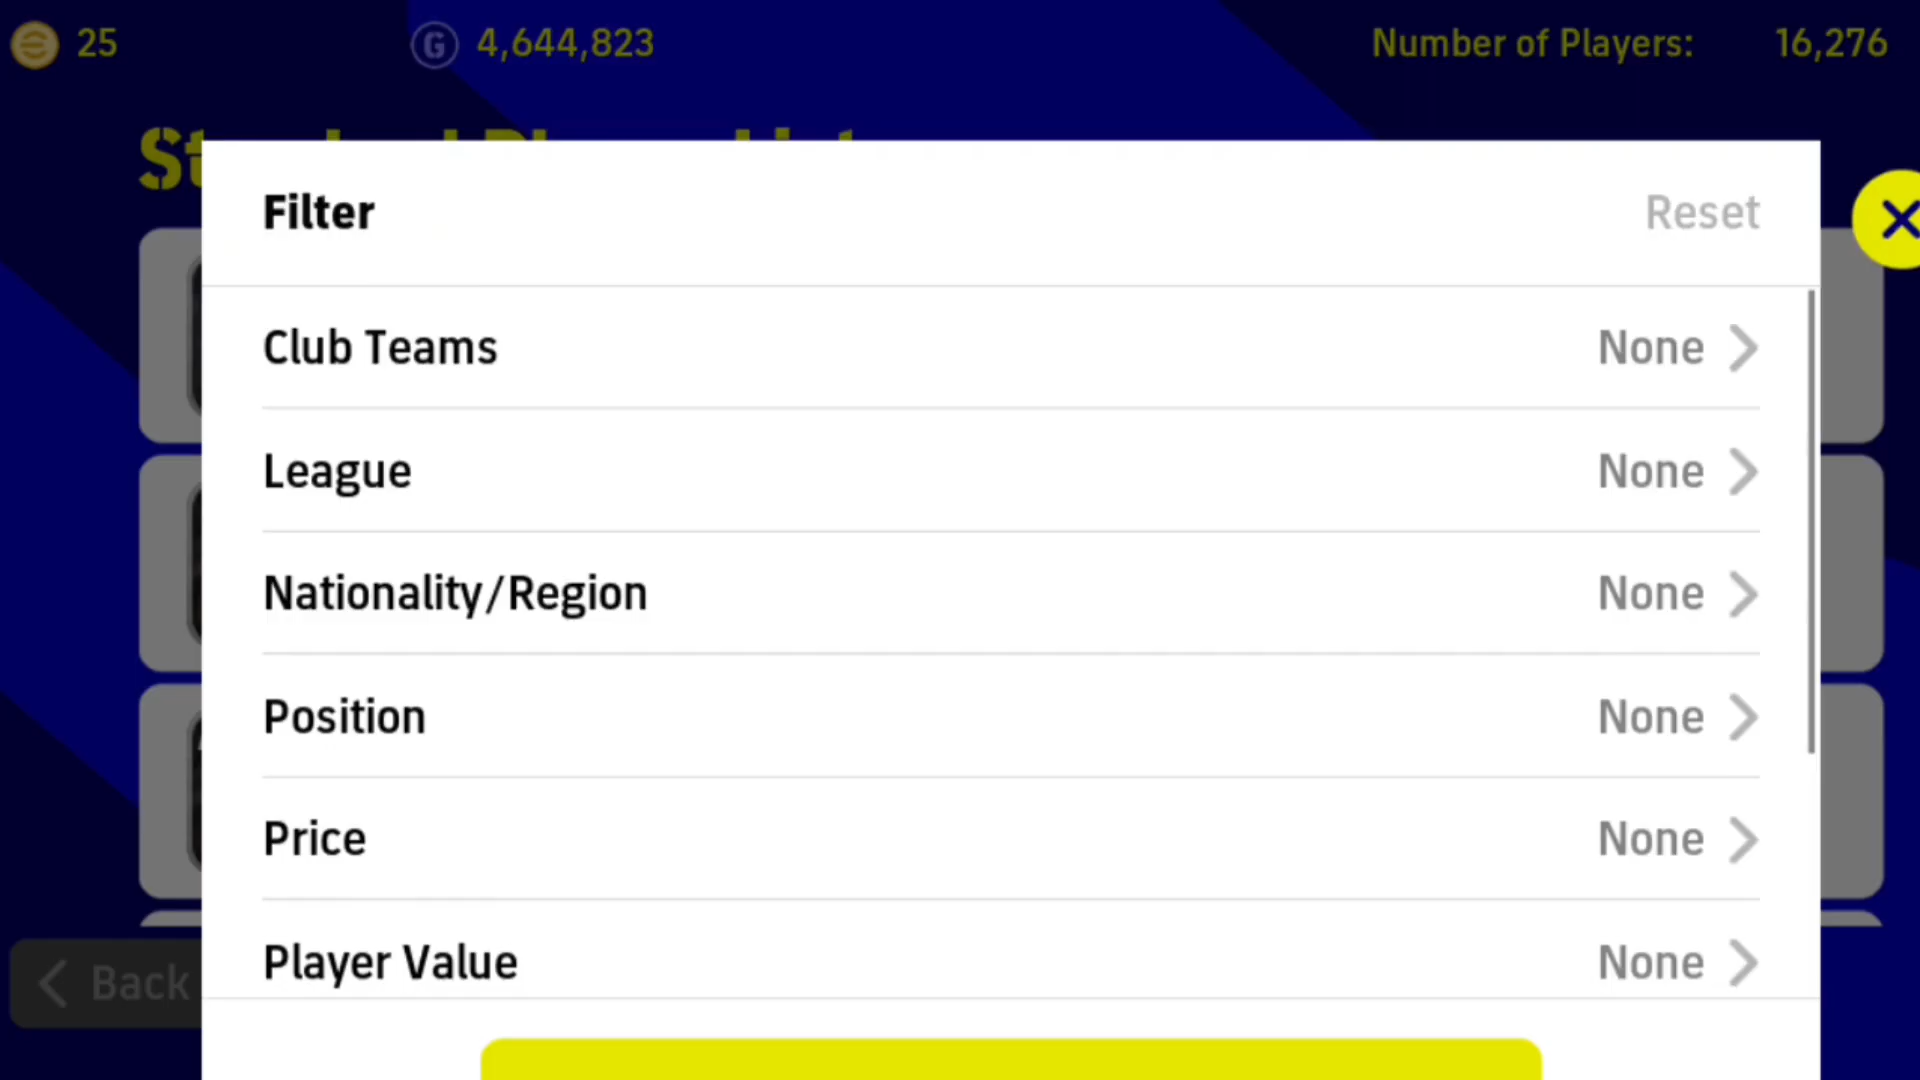 25
G 4,644,823
Number of Players: 16,276
Filter
Reset
Club Teams None
League None
Nationality/Region None
Position None
Price None
Player Value None
Back